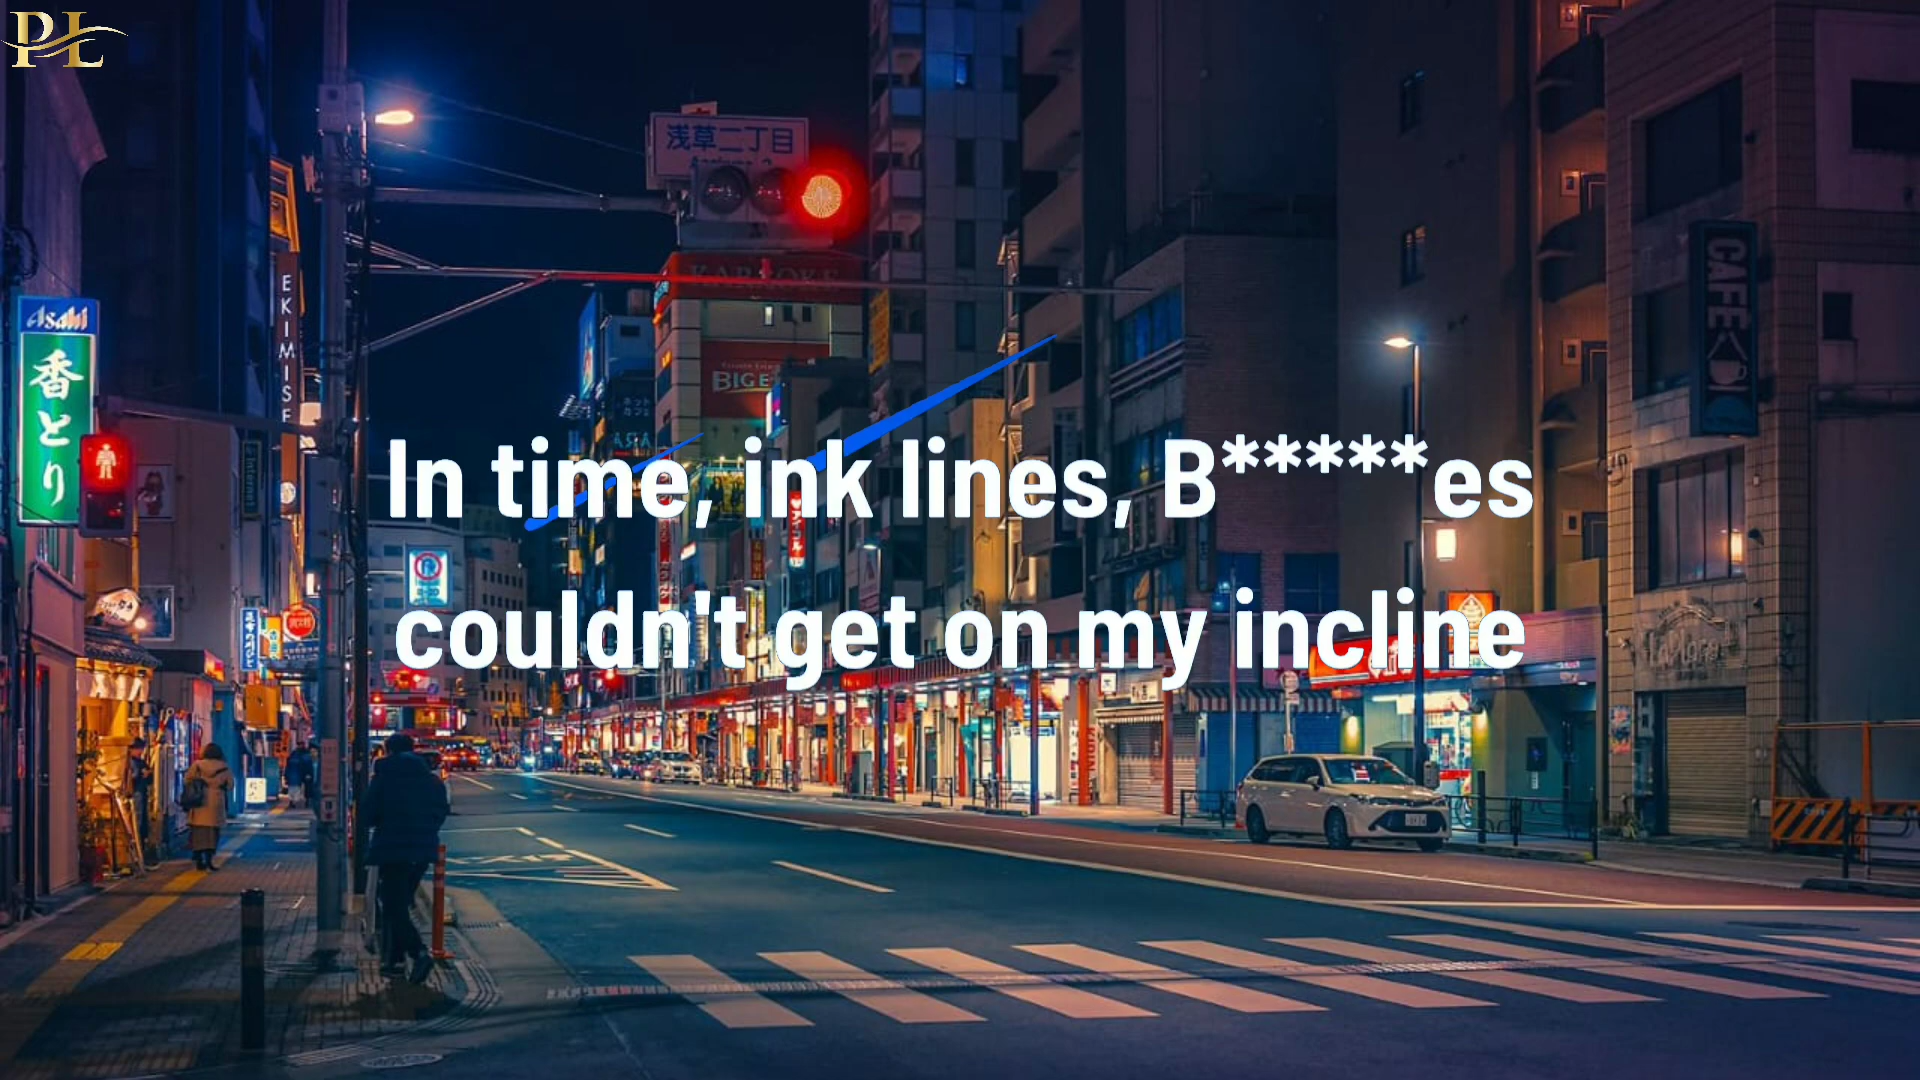 PL
浅草二丁目
KARAOKE
BIG E
Asahi
香とり
EKIMISE
CAFE
In time, ink lines, B*****es
couldn't get on my incline